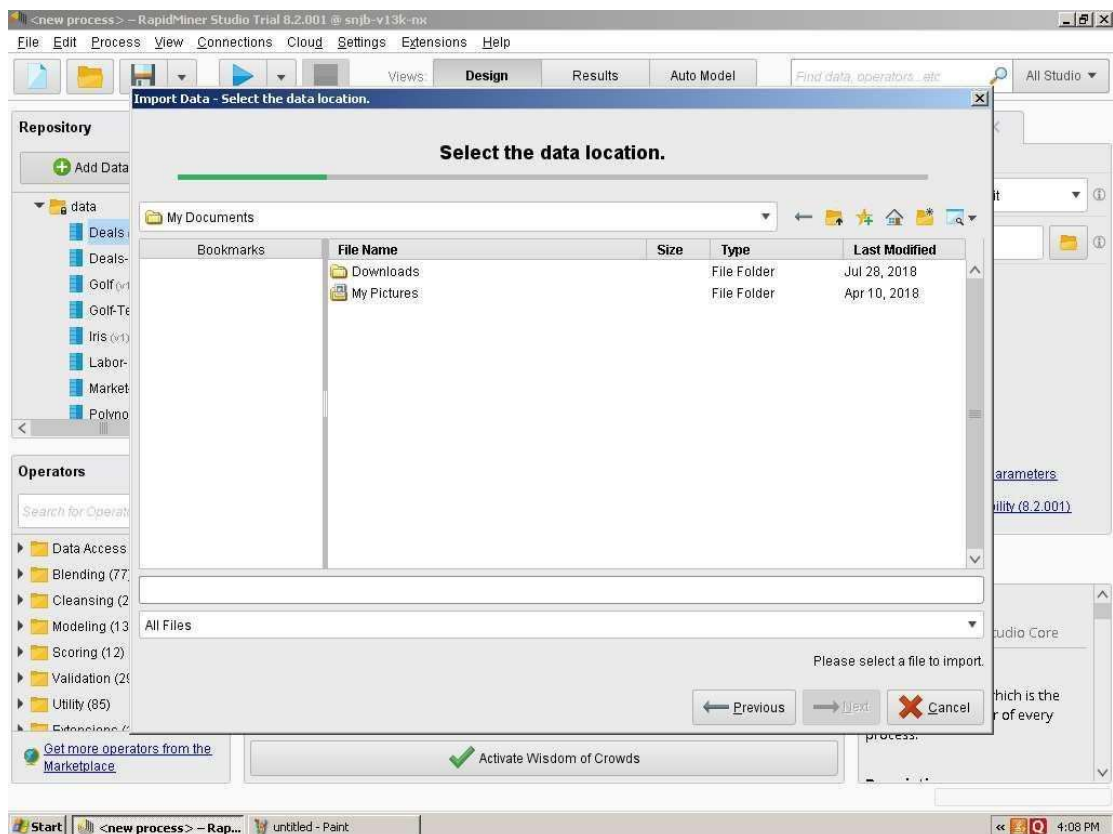 <new process> – RapidMiner Studio Trial 8.2.001 @ snjb-v13k-nx
File Edit Process View Connections Cloud Settings Extensions Help
Views: Design Results Auto Model Find data, operators...etc All Studio
Import Data - Select the data location.
Repository
Select the data location.
Add Data
data
My Documents
it
Deals
Bookmarks File Name Size Type Last Modified
Deals-
Downloads File Folder Jul 28, 2018
Golf (v1
My Pictures File Folder Apr 10, 2018
Golf-Te
Iris (v1)
Labor-
Market
Polyno
Operators
arameters
Search for Operat
ility (8.2.001)
Data Access
Blending (77)
Cleansing (2
Modeling (13
All Files
udio Core
Scoring (12)
Please select a file to import.
Validation (29
Utility (85)
Previous Next Cancel
hich is the
r of every
process.
Extensions (
Get more operators from the
Marketplace
Activate Wisdom of Crowds
Start <new process> – Rap... untitled - Paint « 4:08 PM